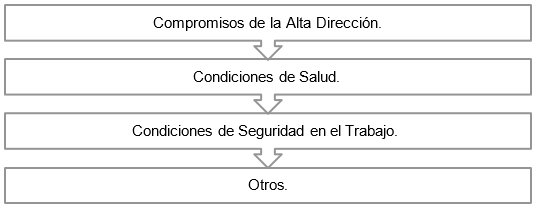 Compromisos de la Alta Dirección.
Condiciones de Salud.
Condiciones de Seguridad en el Trabajo.
Otros.